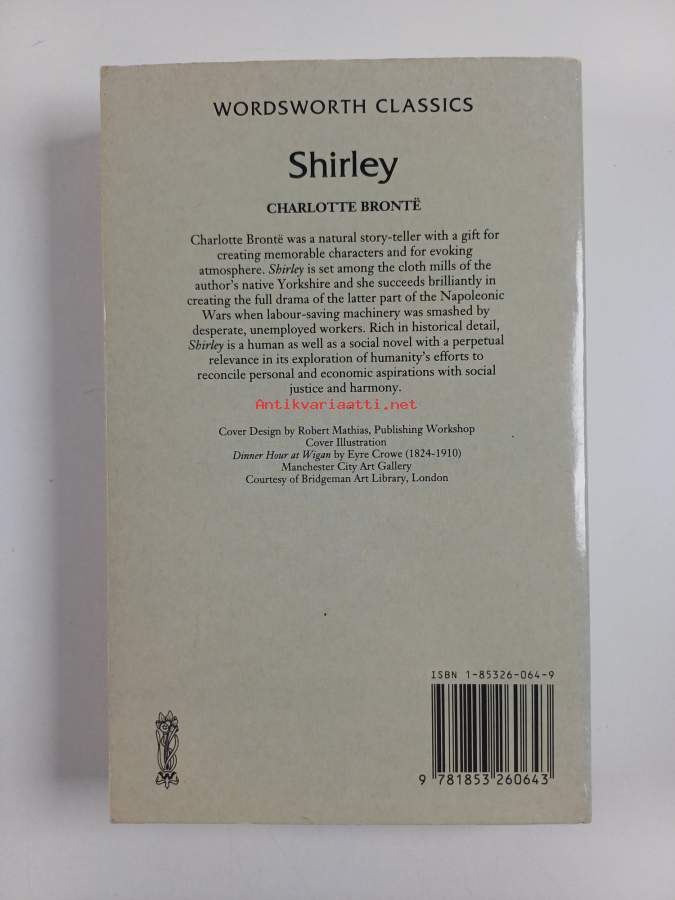 WORDSWORTH CLASSICS
Shirley
CHARLOTTE BRONTË
Charlotte Brontë was a natural story-teller with a gift for
creating memorable characters and for evoking
atmosphere. Shirley is set among the cloth mills of the
author's native Yorkshire and she succeeds brilliantly in
creating the full drama of the latter part of the Napoleonic
Wars when labour-saving machinery was smashed by
desperate, unemployed workers. Rich in historical detail,
Shirley is a human as well as a social novel with a perpetual
relevance in its exploration of humanity's efforts to
reconcile personal and economic aspirations with social
justice and harmony.
Antikvariaatti.net
Cover Design by Robert Mathias, Publishing Workshop
Cover Illustration
Dinner Hour at Wigan by Eyre Crowe (1824-1910)
Manchester City Art Gallery
Courtesy of Bridgeman Art Library, London
ISBN 1-85326-064-9
W
9 781853 260643